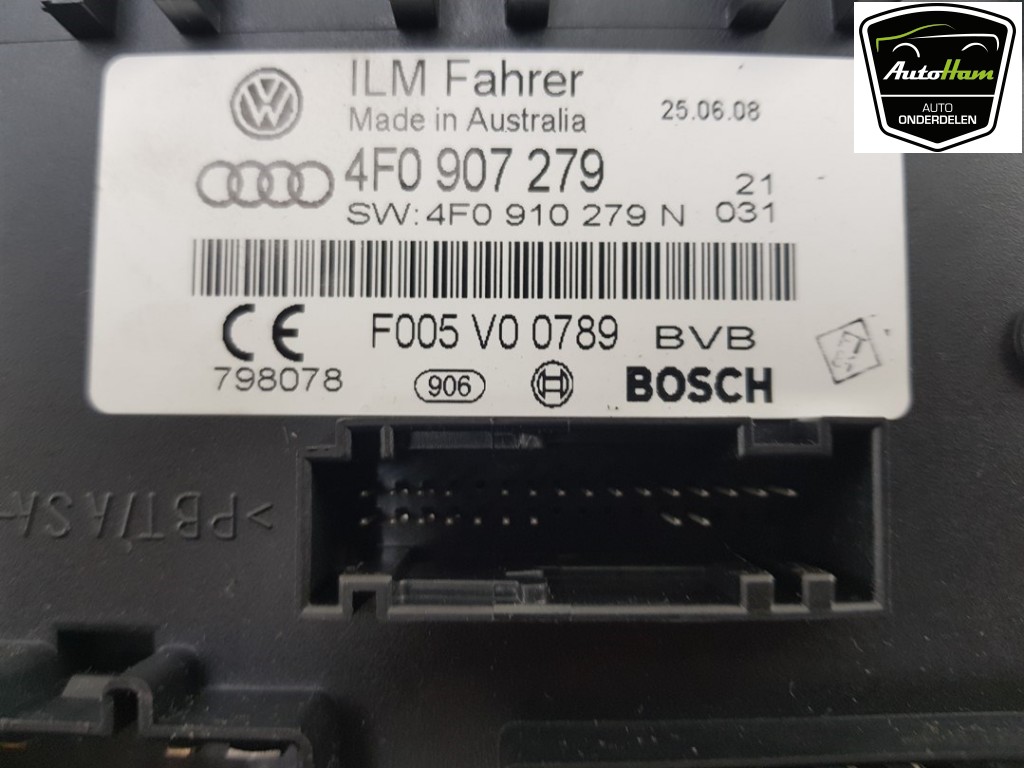 ILM Fahrer
Made in Australia
25.06.08
4F0 907 279
21
SW: 4F0 910 279 N
031
F005 V0 0789
BVB
CE
798078
906
BOSCH
>PBT/ASA
AutoHam
AUTO
ONDERDELEN